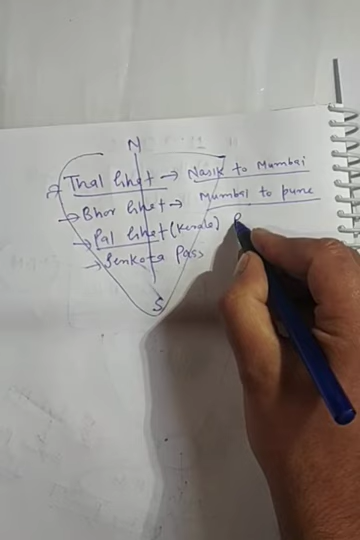 N
→ Thal Ghat → Nasik to Mumbai
→ Bhor Ghat → Mumbai to pune
→ Pal Ghat (Kerala)
→ Senkota Pass
S